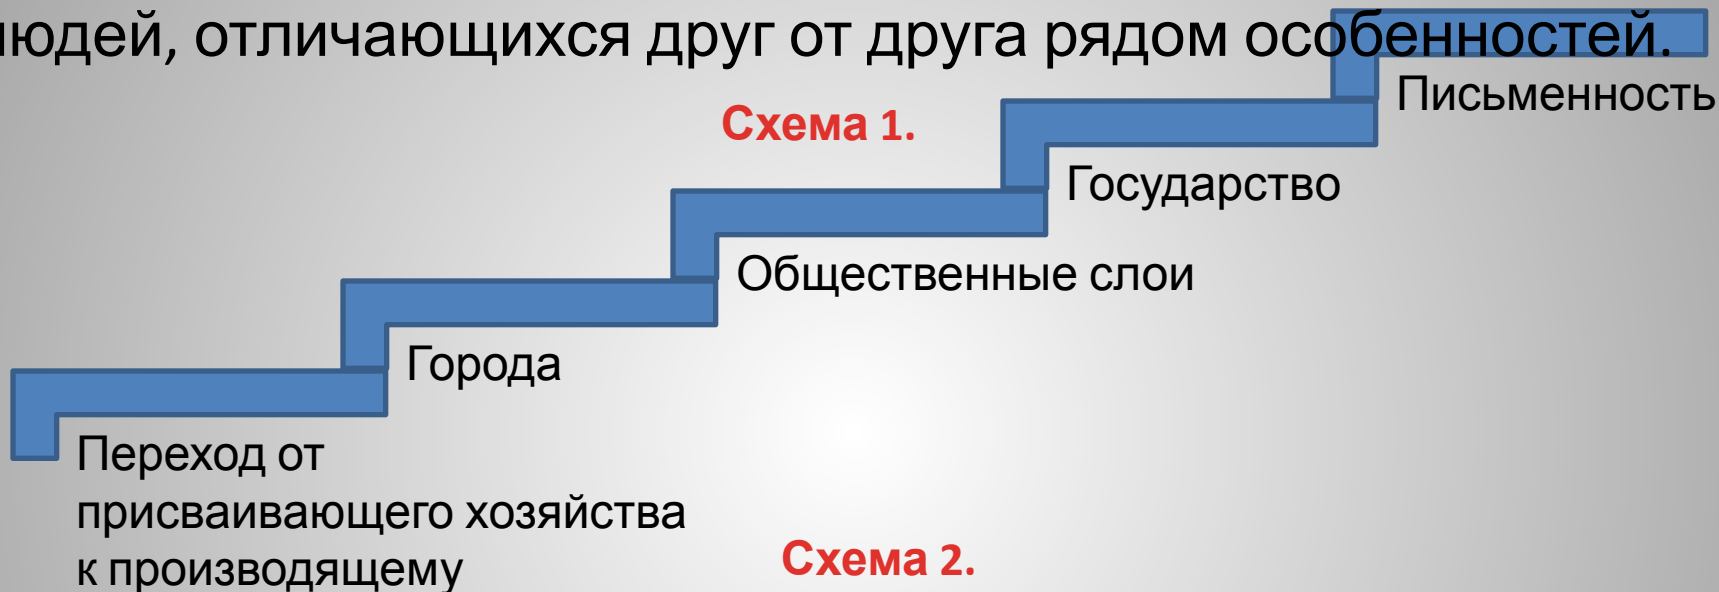 людей, отличающихся друг от друга рядом особенностей.
Письменность
Схема 1.
Государство
Общественные слои
Города
Переход от
присваивающего хозяйства
к производящему
Схема 2.